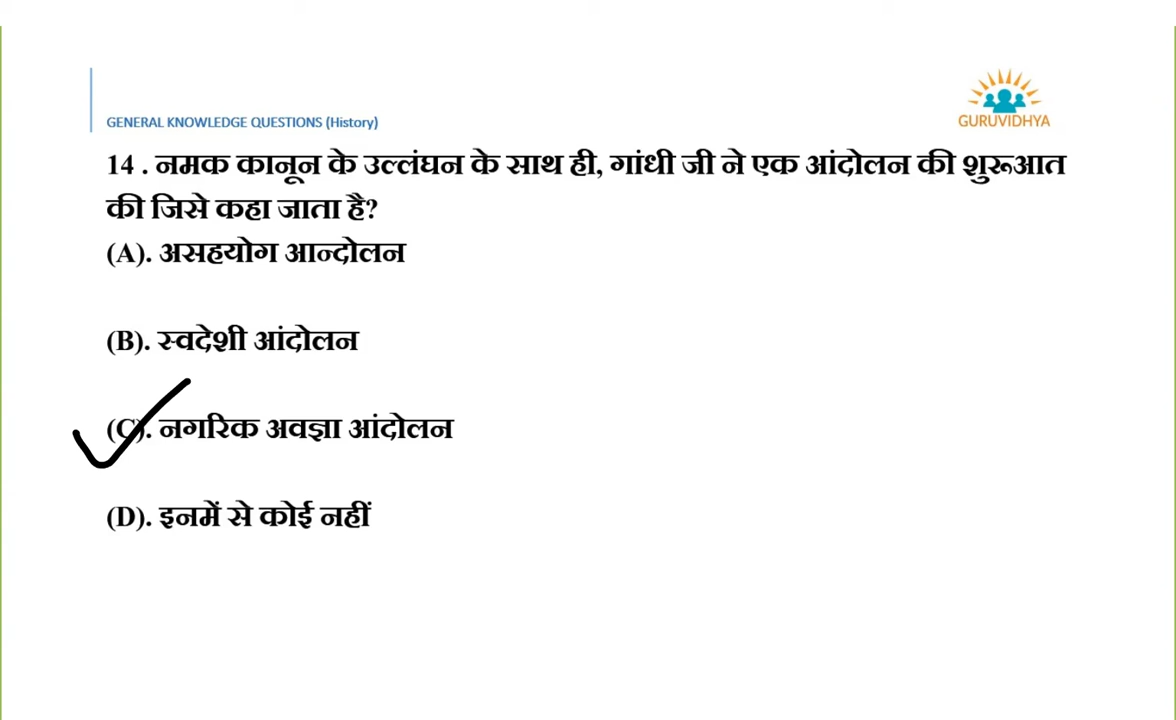 GENERAL KNOWLEDGE QUESTIONS (History)
GURUVIDHYA
14 . नमक कानून के उल्लंघन के साथ ही, गांधी जी ने एक आंदोलन की शुरूआत
की जिसे कहा जाता है?
(A). असहयोग आन्दोलन
(B). स्वदेशी आंदोलन
(C). नगरिक अवज्ञा आंदोलन
(D). इनमें से कोई नहीं